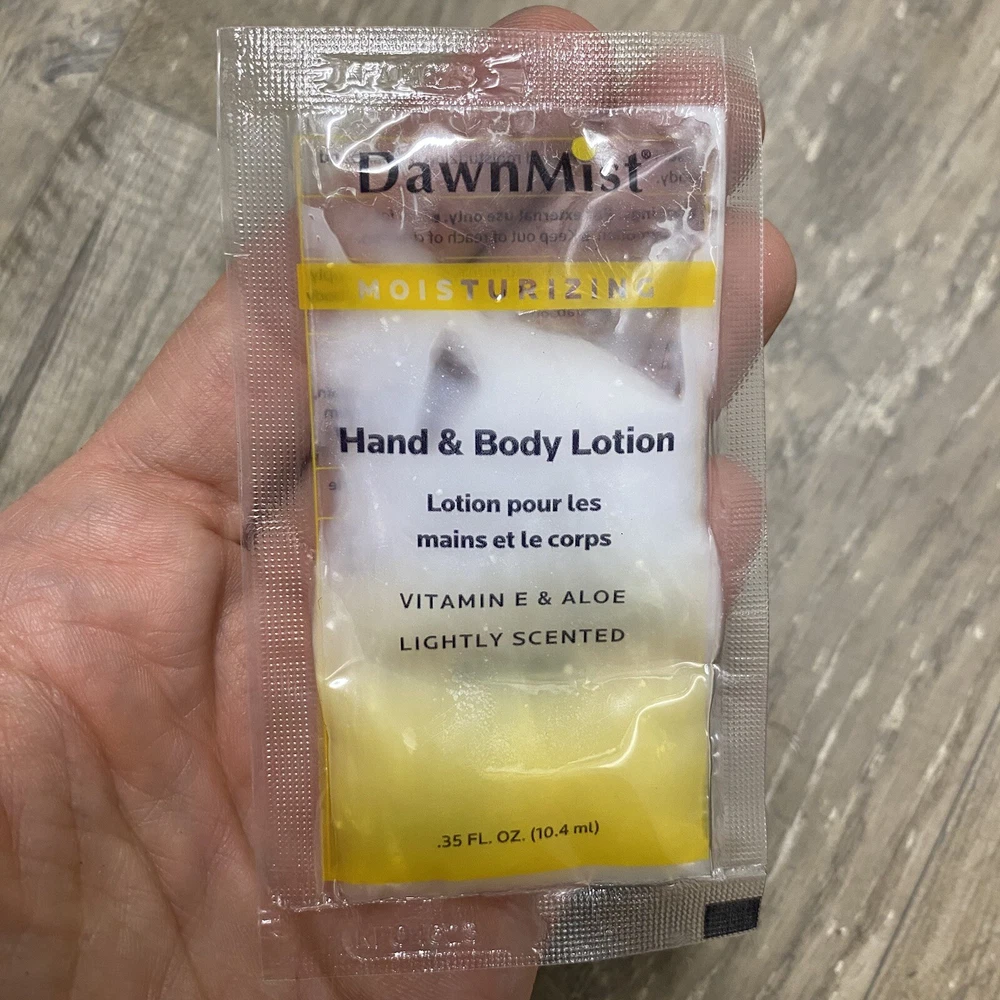 DawnMist®
MOISTURIZING
Hand & Body Lotion
Lotion pour les
mains et le corps
VITAMIN E & ALOE
LIGHTLY SCENTED
.35 FL. OZ. (10.4 ml)